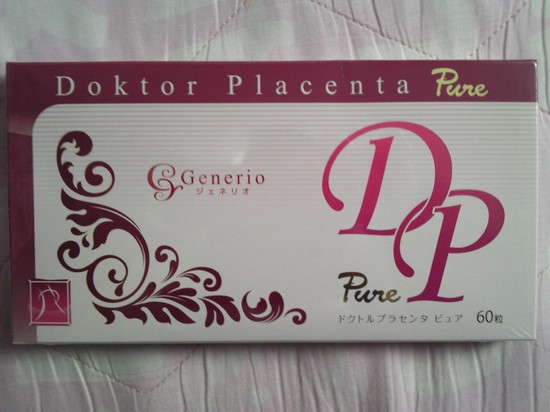 Doktor Placenta Pure
Generio
ジェネリオ
DP
Pure
ドクトルプラセンタ ピュア 60粒